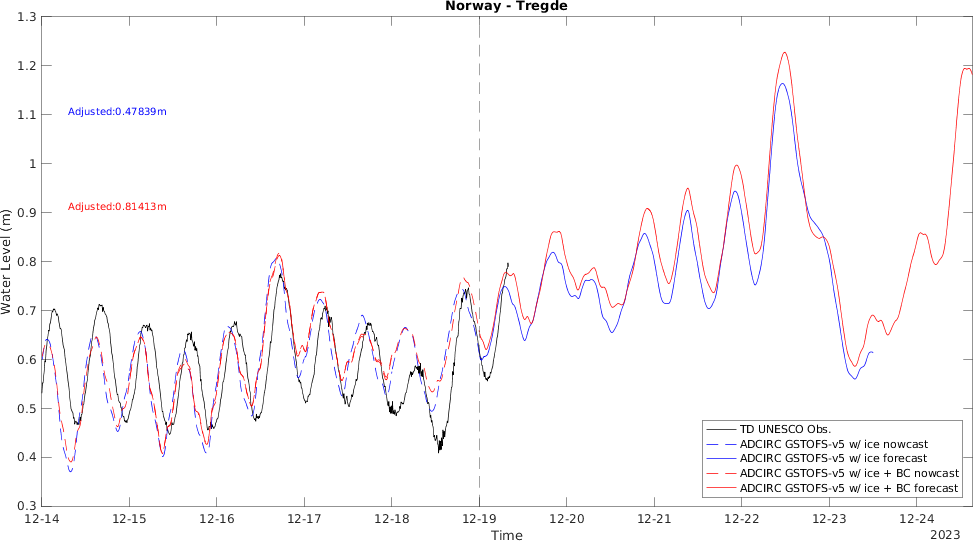 Norway - Tregde
1.3
1.2
1.1
1
0.9
0.8
0.7
0.6
0.5
0.4
0.3
Water Level (m)
Adjusted:0.47839m
Adjusted:0.81413m
TD UNESCO Obs.
ADCIRC GSTOFS-v5 w/ ice nowcast
ADCIRC GSTOFS-v5 w/ ice forecast
ADCIRC GSTOFS-v5 w/ ice + BC nowcast
ADCIRC GSTOFS-v5 w/ ice + BC forecast
12-14 12-15 12-16 12-17 12-18 12-19 12-20 12-21 12-22 12-23 12-24
Time
2023